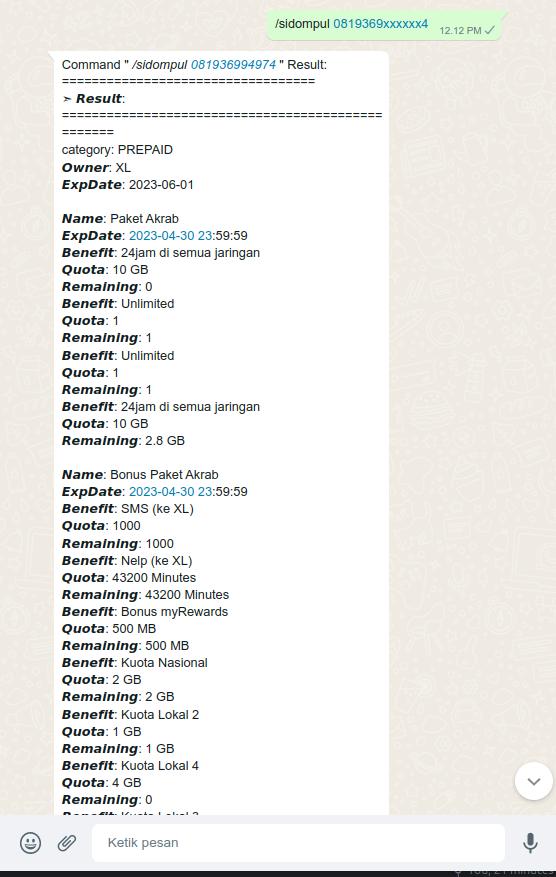 /sidompul 0819369xxxxxx4
12.12 PM
Command " /sidompul 081936994974 " Result:
==================================
➣ Result:
===========================================
=======
category: PREPAID
Owner: XL
ExpDate: 2023-06-01
Name: Paket Akrab
ExpDate: 2023-04-30 23:59:59
Benefit: 24jam di semua jaringan
Quota: 10 GB
Remaining: 0
Benefit: Unlimited
Quota: 1
Remaining: 1
Benefit: Unlimited
Quota: 1
Remaining: 1
Benefit: 24jam di semua jaringan
Quota: 10 GB
Remaining: 2.8 GB
Name: Bonus Paket Akrab
ExpDate: 2023-04-30 23:59:59
Benefit: SMS (ke XL)
Quota: 1000
Remaining: 1000
Benefit: Nelp (ke XL)
Quota: 43200 Minutes
Remaining: 43200 Minutes
Benefit: Bonus myRewards
Quota: 500 MB
Remaining: 500 MB
Benefit: Kuota Nasional
Quota: 2 GB
Remaining: 2 GB
Benefit: Kuota Lokal 2
Quota: 1 GB
Remaining: 1 GB
Benefit: Kuota Lokal 4
Quota: 4 GB
Remaining: 0
Ketik pesan